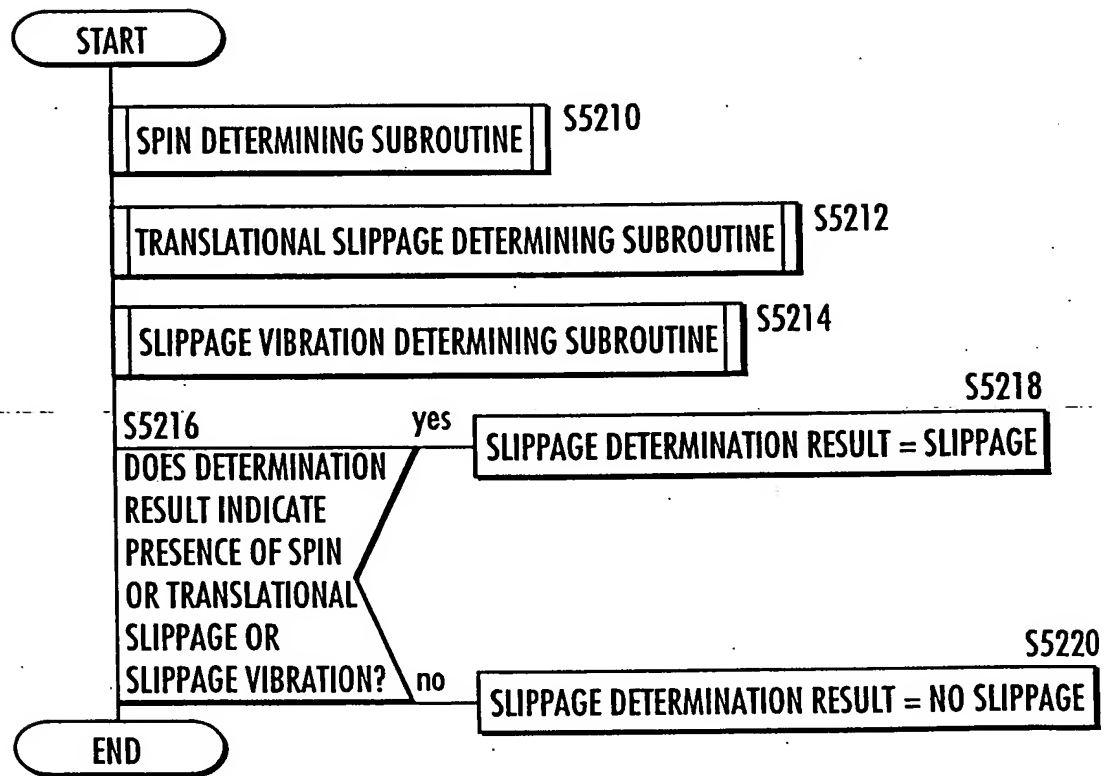 START
SPIN DETERMINING SUBROUTINE
S5210
TRANSLATIONAL SLIPPAGE DETERMINING SUBROUTINE
S5212
SLIPPAGE VIBRATION DETERMINING SUBROUTINE
S5214
S5216
DOES DETERMINATION
RESULT INDICATE
PRESENCE OF SPIN
OR TRANSLATIONAL
SLIPPAGE OR
SLIPPAGE VIBRATION?
yes
S5218
SLIPPAGE DETERMINATION RESULT = SLIPPAGE
no
S5220
SLIPPAGE DETERMINATION RESULT = NO SLIPPAGE
END